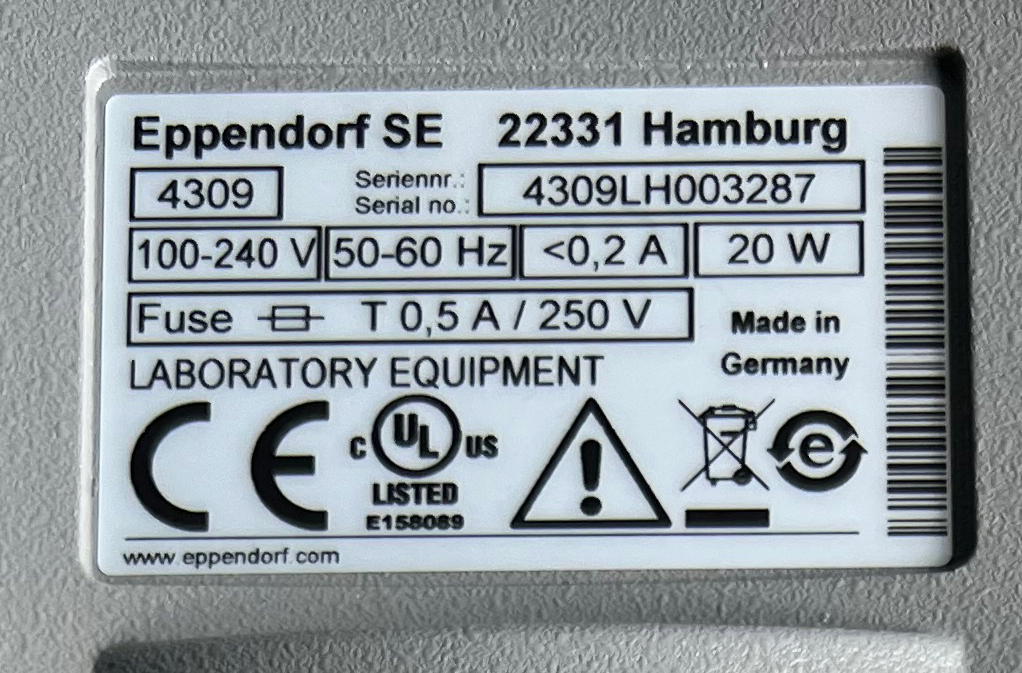 Eppendorf SE 22331 Hamburg
4309 Seriennr.: 4309LH003287
Serial no.:
100-240 V 50-60 Hz <0,2 A 20 W
Fuse T 0,5 A / 250 V
Made in
Germany
LABORATORY EQUIPMENT
CE
C UL US
LISTED
E158089
e
www.eppendorf.com